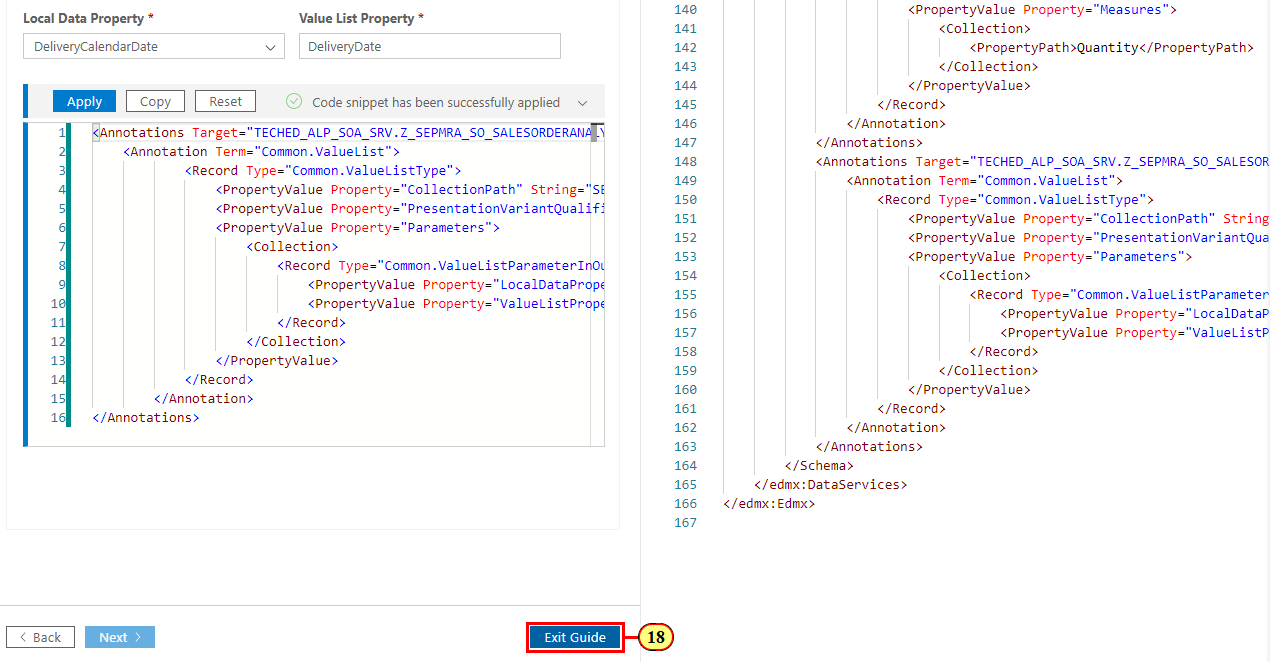 Local Data Property *
Value List Property *
DeliveryCalendarDate
DeliveryDate
Apply
Copy
Reset
Code snippet has been successfully applied
1 <Annotations Target="TECHED_ALP_SOA_SRV.Z_SEPMRA_SO_SALESORDERANALY
2 <Annotation Term="Common.ValueList">
3 <Record Type="Common.ValueListType">
4 <PropertyValue Property="CollectionPath" String="SE
5 <PropertyValue Property="PresentationVariantQualifi
6 <PropertyValue Property="Parameters">
7 <Collection>
8 <Record Type="Common.ValueListParameterInOu
9 <PropertyValue Property="LocalDataPrope
10 <PropertyValue Property="ValueListPrope
11 </Record>
12 </Collection>
13 </PropertyValue>
14 </Record>
15 </Annotation>
16 </Annotations>
< Back
Next >
Exit Guide
18
140 <PropertyValue Property="Measures">
141 <Collection>
142 <PropertyPath>Quantity</PropertyPath>
143 </Collection>
144 </PropertyValue>
145 </Record>
146 </Annotation>
147 </Annotations>
148 <Annotations Target="TECHED_ALP_SOA_SRV.Z_SEPMRA_SO_SALESOR
149 <Annotation Term="Common.ValueList">
150 <Record Type="Common.ValueListType">
151 <PropertyValue Property="CollectionPath" String
152 <PropertyValue Property="PresentationVariantQua
153 <PropertyValue Property="Parameters">
154 <Collection>
155 <Record Type="Common.ValueListParameter
156 <PropertyValue Property="LocalDataP
157 <PropertyValue Property="ValueListP
158 </Record>
159 </Collection>
160 </PropertyValue>
161 </Record>
162 </Annotation>
163 </Annotations>
164 </Schema>
165 </edmx:DataServices>
166 </edmx:Edmx>
167